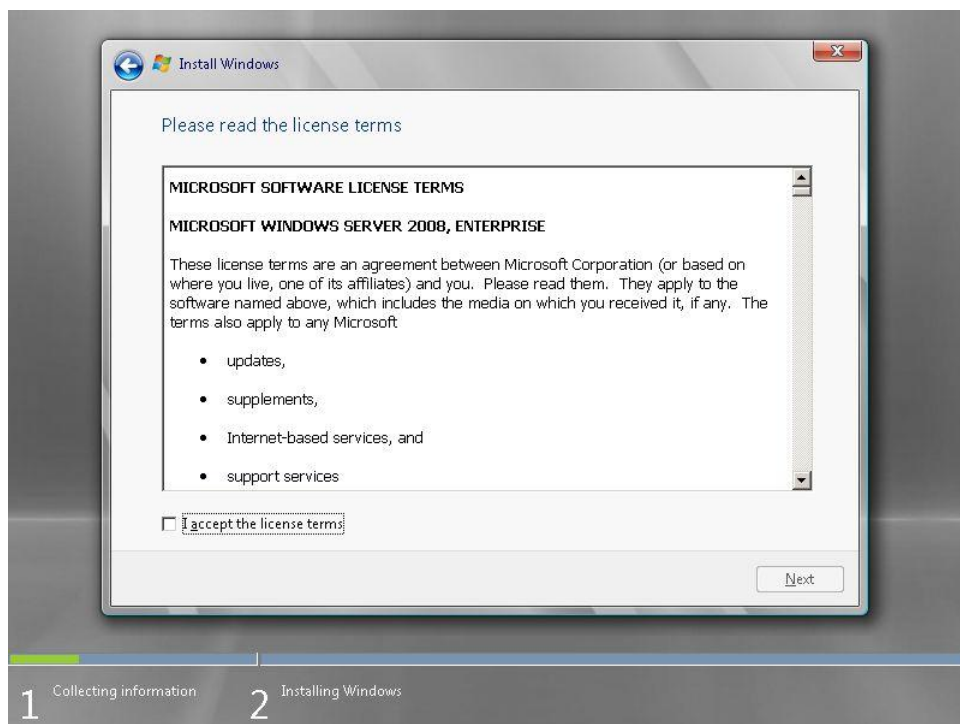 Install Windows
Please read the license terms
MICROSOFT SOFTWARE LICENSE TERMS
MICROSOFT WINDOWS SERVER 2008, ENTERPRISE
These license terms are an agreement between Microsoft Corporation (or based on
where you live, one of its affiliates) and you.  Please read them.  They apply to the
software named above, which includes the media on which you received it, if any.  The
terms also apply to any Microsoft
• updates,
• supplements,
• Internet-based services, and
• support services
I accept the license terms
Next
1 Collecting information
2 Installing Windows